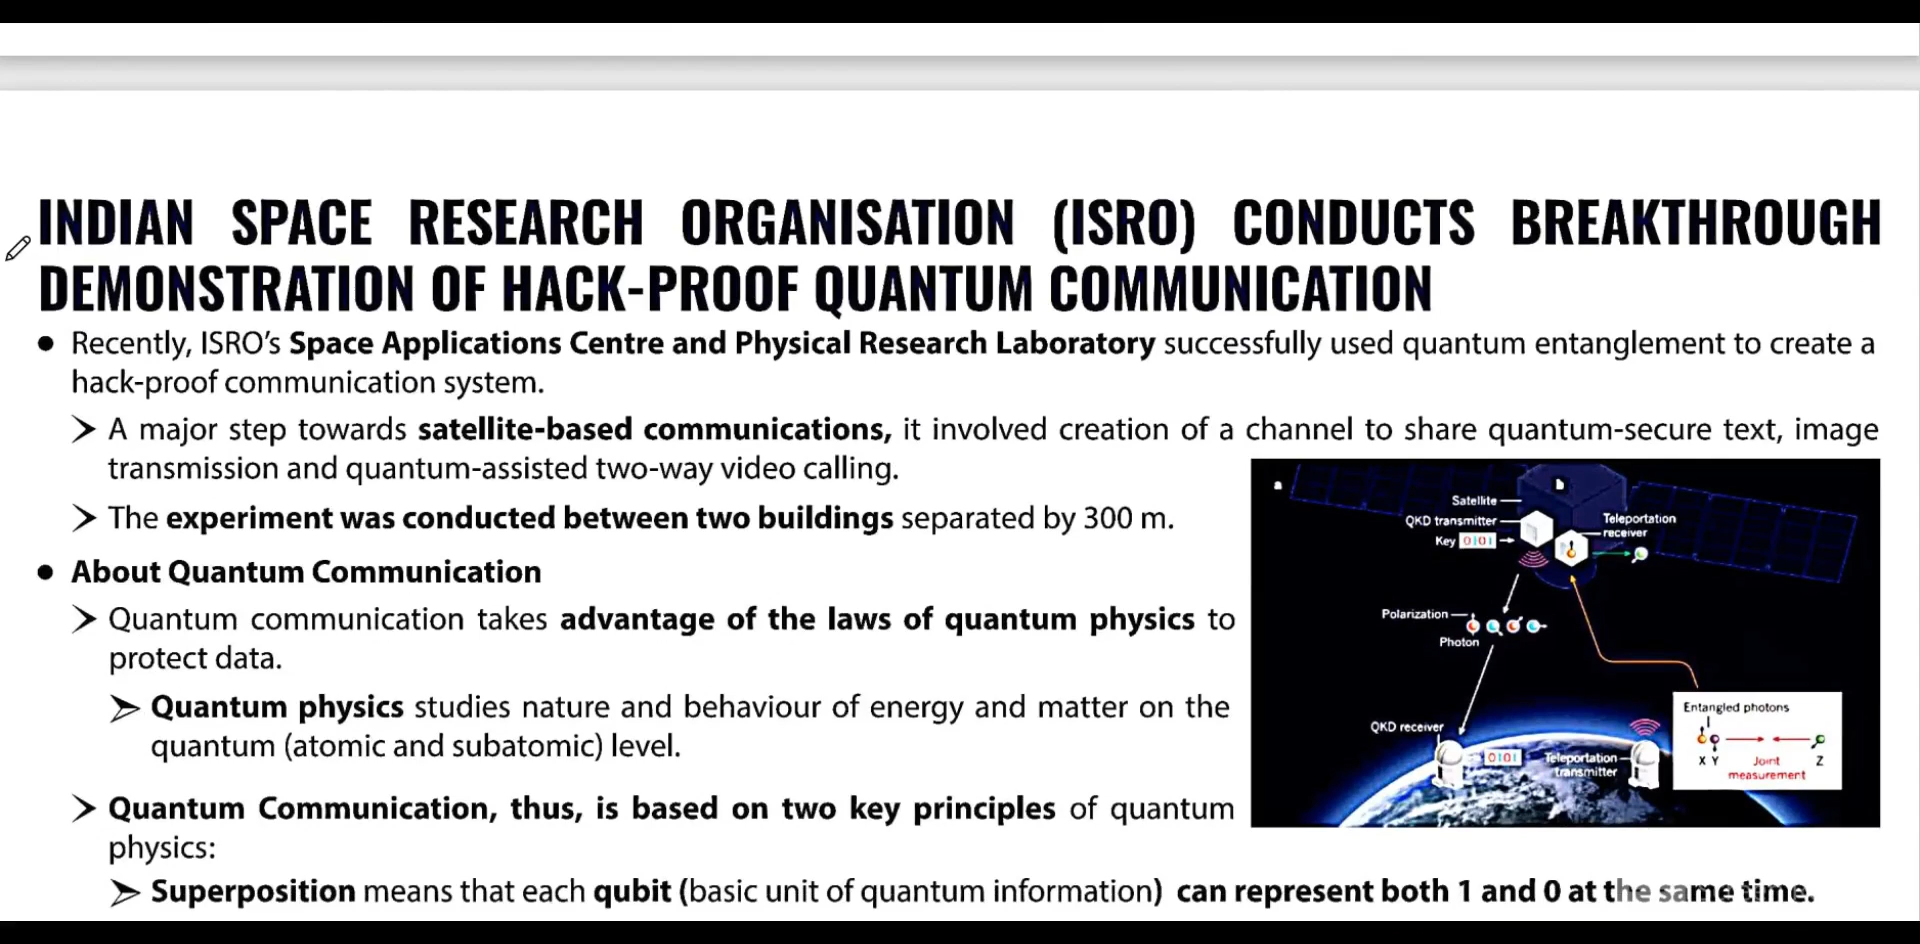 INDIAN SPACE RESEARCH ORGANISATION (ISRO) CONDUCTS BREAKTHROUGH
DEMONSTRATION OF HACK-PROOF QUANTUM COMMUNICATION
● Recently, ISRO’s Space Applications Centre and Physical Research Laboratory successfully used quantum entanglement to create a
hack-proof communication system.
➢ A major step towards satellite-based communications, it involved creation of a channel to share quantum-secure text, image
transmission and quantum-assisted two-way video calling.
➢ The experiment was conducted between two buildings separated by 300 m.
● About Quantum Communication
➢ Quantum communication takes advantage of the laws of quantum physics to
protect data.
➢ Quantum physics studies nature and behaviour of energy and matter on the
quantum (atomic and subatomic) level.
➢ Quantum Communication, thus, is based on two key principles of quantum
physics:
➢ Superposition means that each qubit (basic unit of quantum information) can represent both 1 and 0 at the same time.
a
b
Satellite
QKD transmitter
Key 0101
Teleportation
receiver
Polarization
Photon
QKD receiver
0101
Teleportation
transmitter
Entangled photons
X Y
Z
Joint
measurement